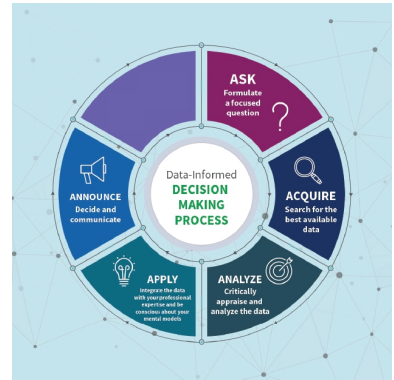 Data-Informed
DECISION
MAKING
PROCESS
ASK
Formulate
a focused
question
ACQUIRE
Search for the
best available
data
ANALYZE
Critically
appraise and
analyze the data
APPLY
Integrate the data
with your professional
expertise and be
conscious about your
mental models
ANNOUNCE
Decide and
communicate